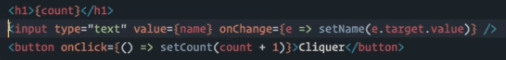 <h1>{count}</h1>
<input type="text" value={name} onChange={e => setName(e.target.value)} />
<button onClick={() => setCount(count + 1)}>Cliquer</button>